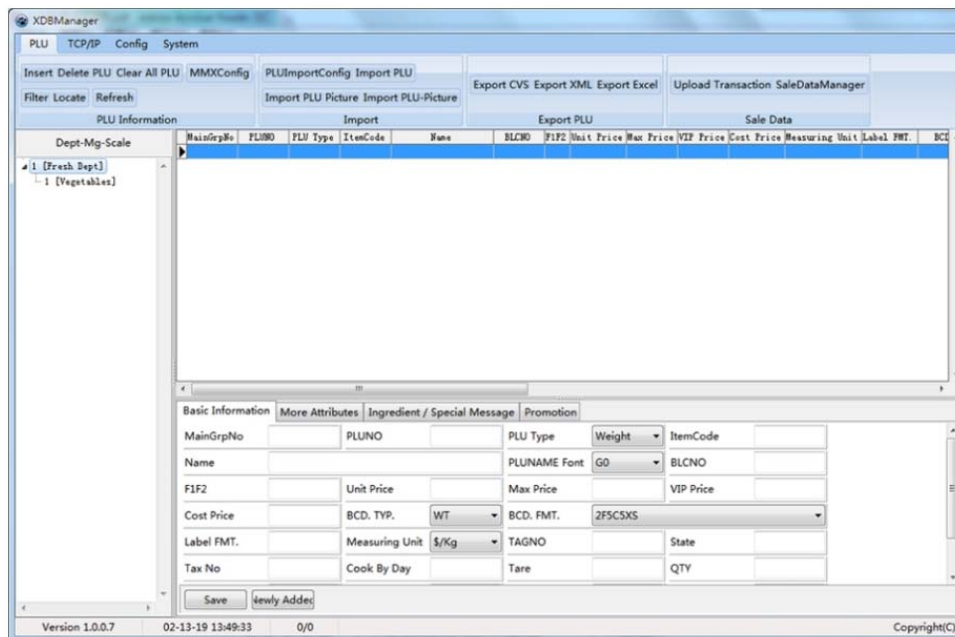 XDBManager
PLU TCP/IP Config System
Insert Delete PLU Clear All PLU MMXConfig
Filter Locate Refresh
PLU Information
PLUImportConfig Import PLU
Import PLU Picture Import PLU-Picture
Import
Export CVS Export XML Export Excel
Export PLU
Upload Transaction SaleDataManager
Sale Data
Dept-Mg-Scale
1 [Fresh Dept]
1 [Vegetables]
MainGrpNo PLUNO PLU Type ItemCode Name BLCNO F1F2 Unit Price Max Price VIP Price Cost Price Measuring Unit Label FMT. BCD
Basic Information More Attributes Ingredient / Special Message Promotion
MainGrpNo PLUNO PLU Type Weight ItemCode
Name PLUNAME Font G0 BLCNO
F1F2 Unit Price Max Price VIP Price
Cost Price BCD. TYP. WT BCD. FMT. 2F5C5XS
Label FMT. Measuring Unit $/Kg TAGNO State
Tax No Cook By Day Tare QTY
Save Newly Added
Version 1.0.0.7 02-13-19 13:49:33 0/0 Copyright(C)